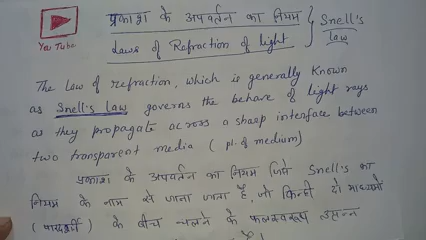 You Tube
प्रकाश के अपवर्तन का नियम
Laws of Refraction of light
Snell's
law
The law of refraction, which is generally known
as Snell's law governs the behave of light rays
as they propagate across a sharp interface between
two transparent media ( pl. of medium)
प्रकाश के अपवर्तन का नियम जिसे Snell's का
नियम के नाम से जाना जाता है, जो किन्हीं दो माध्यमों
(पारदर्शी) के बीच चलने के फलस्वरूप उत्पन्न